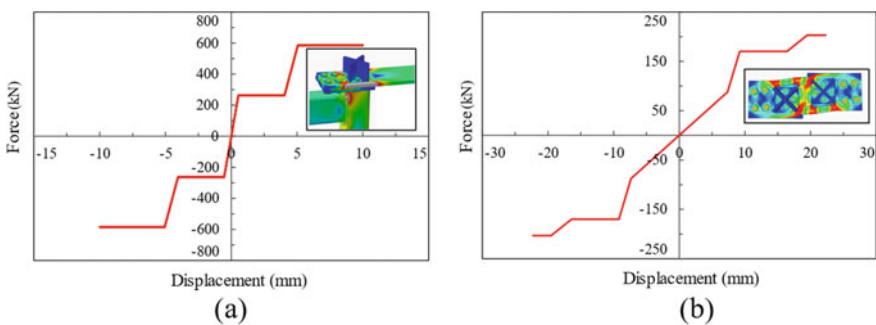 (a)
800
600
400
200
0
-200
-400
-600
-800
-15 -10 -5 0 5 10 15
Force(kN)
Displacement (mm)
(a)
(b)
250
150
50
-50
-150
-250
-30 -20 -10 0 10 20 30
Force (kN)
Displacement (mm)
(b)